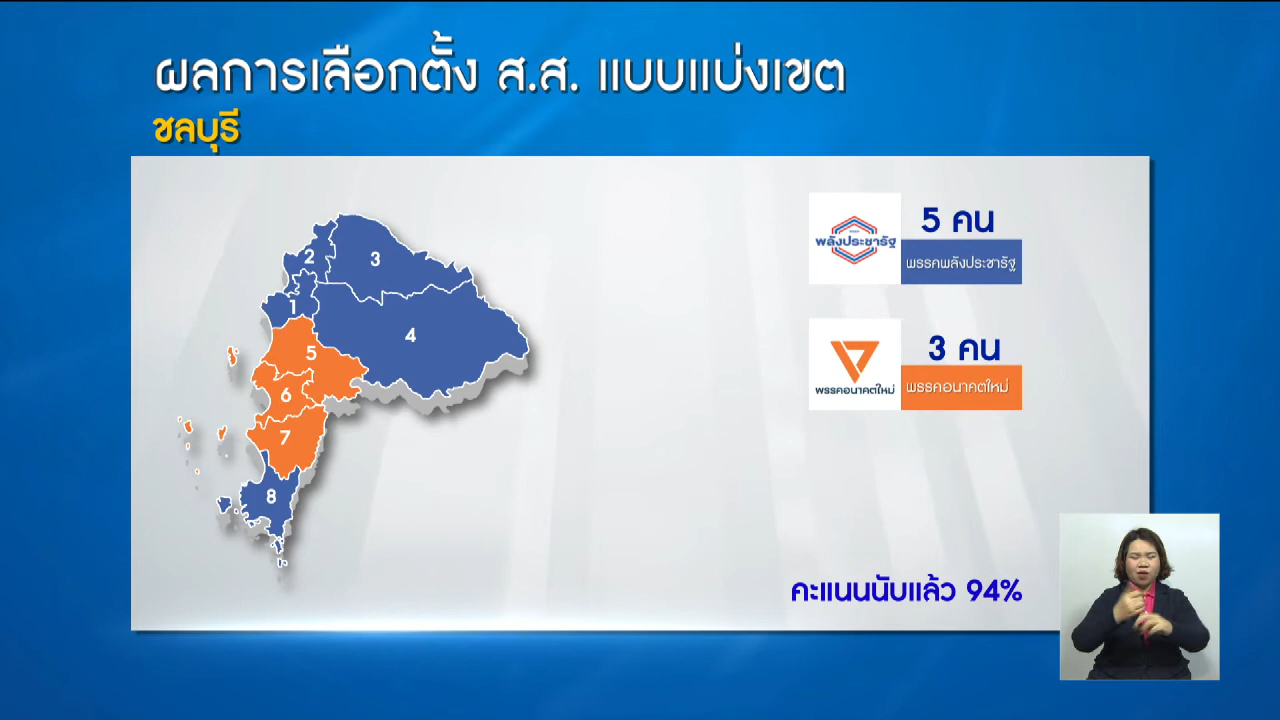 ผลการเลือกตั้ง ส.ส. แบบแบ่งเขต
ชลบุรี
2
3
1
4
5
6
7
8
พลังประชารัฐ
5 คน
พรรคพลังประชารัฐ
พรรคอนาคตใหม่
3 คน
พรรคอนาคตใหม่
คะแนนนับแล้ว 94%